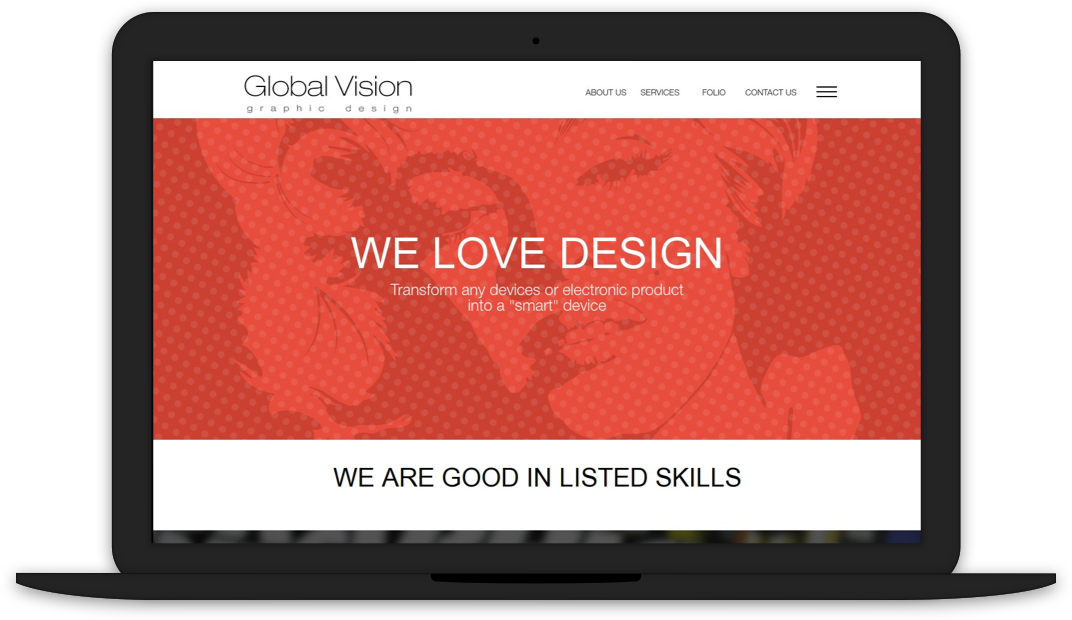 Global Vision
graphic design
ABOUT US SERVICES FOLIO CONTACT US
WE LOVE DESIGN
Transform any devices or electronic product
into a "smart" device
WE ARE GOOD IN LISTED SKILLS